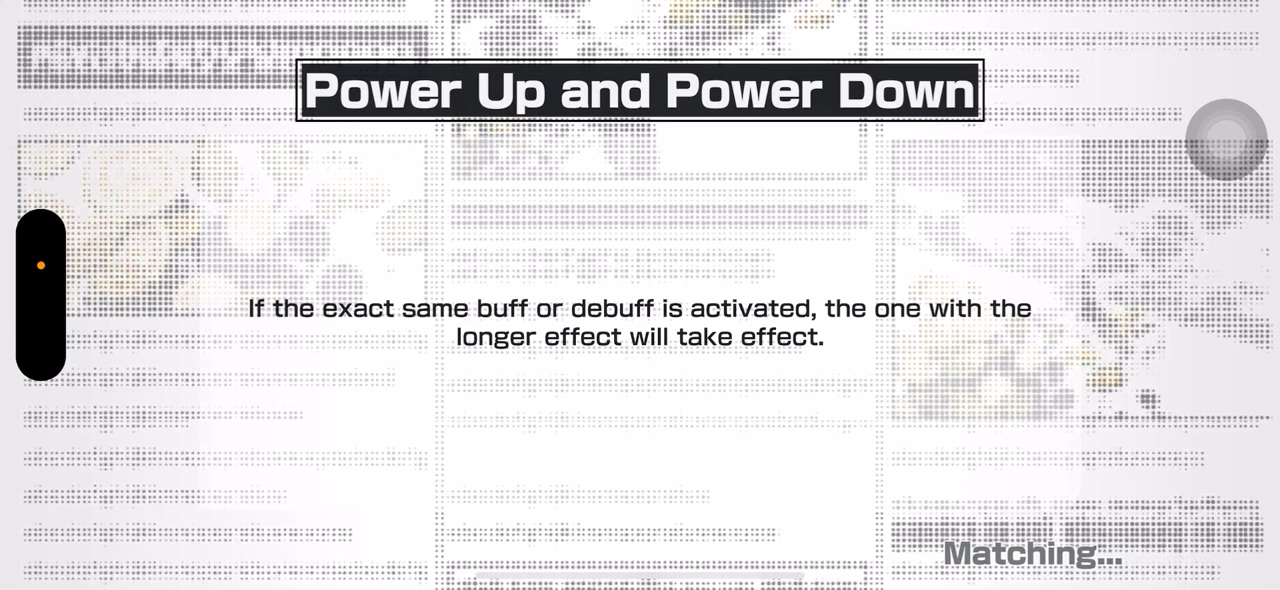 Power Up and Power Down
If the exact same buff or debuff is activated, the one with the
longer effect will take effect.
Matching...